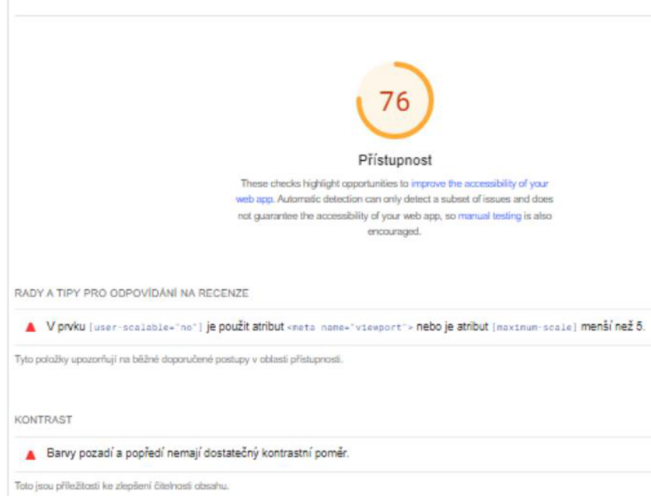 76
Přístupnost
These checks highlight opportunities to improve the accessibility of your
web app. Automatic detection can only detect a subset of issues and does
not guarantee the accessibility of your web app, so manual testing is also
encouraged.
RADY A TIPY PRO ODPOVÍDÁNÍ NA RECENZE
V prvku [user-scalable="no"] je použit atribut <meta name="viewport"> nebo je atribut [maximum-scale] menší než 5.
Tyto položky upozorňují na běžné doporučené postupy v oblasti přístupnosti.
KONTRAST
Barvy pozadí a popředí nemají dostatečný kontrastní poměr.
Toto jsou příležitosti ke zlepšení čitelnosti obsahu.